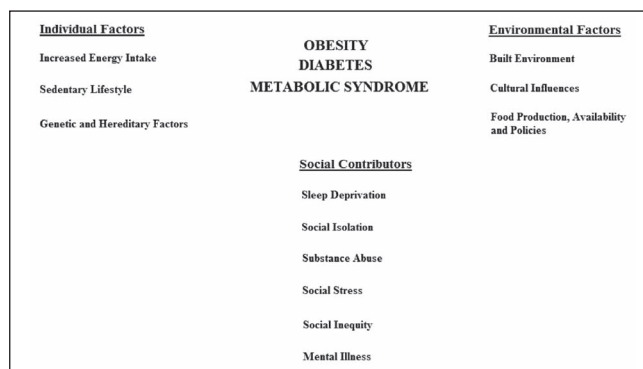 Individual Factors
Increased Energy Intake
Sedentary Lifestyle
Genetic and Hereditary Factors
OBESITY
DIABETES
METABOLIC SYNDROME
Environmental Factors
Built Environment
Cultural Influences
Food Production, Availability
and Policies
Social Contributors
Sleep Deprivation
Social Isolation
Substance Abuse
Social Stress
Social Inequity
Mental Illness